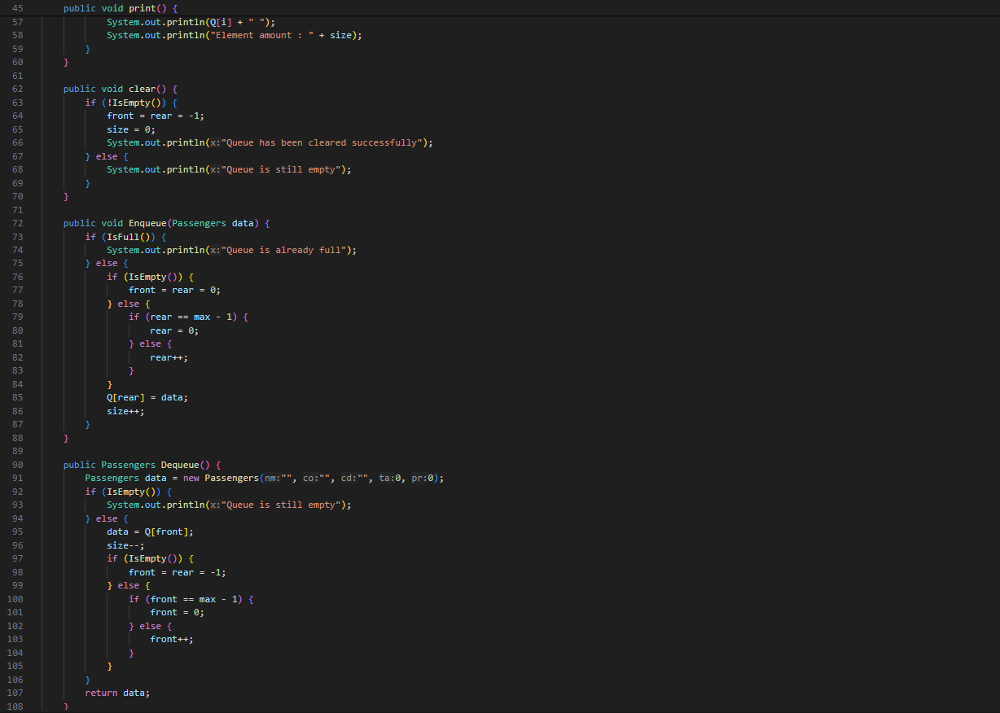 45 public void print() {
57 System.out.println(Q[i] + " ");
58 System.out.println("Element amount : " + size);
59 }
60 }
61
62 public void clear() {
63 if (!IsEmpty()) {
64 front = rear = -1;
65 size = 0;
66 System.out.println(x:"Queue has been cleared successfully");
67 } else {
68 System.out.println(x:"Queue is still empty");
69 }
70 }
71
72 public void Enqueue(Passengers data) {
73 if (IsFull()) {
74 System.out.println(x:"Queue is already full");
75 } else {
76 if (IsEmpty()) {
77 front = rear = 0;
78 } else {
79 if (rear == max - 1) {
80 rear = 0;
81 } else {
82 rear++;
83 }
84 }
85 Q[rear] = data;
86 size++;
87 }
88 }
89
90 public Passengers Dequeue() {
91 Passengers data = new Passengers(nm:"", co:"", cd:"", ta:0, pr:0);
92 if (IsEmpty()) {
93 System.out.println(x:"Queue is still empty");
94 } else {
95 data = Q[front];
96 size--;
97 if (IsEmpty()) {
98 front = rear = -1;
99 } else {
100 if (front == max - 1) {
101 front = 0;
102 } else {
103 front++;
104 }
105 }
106 }
107 return data;
108 }